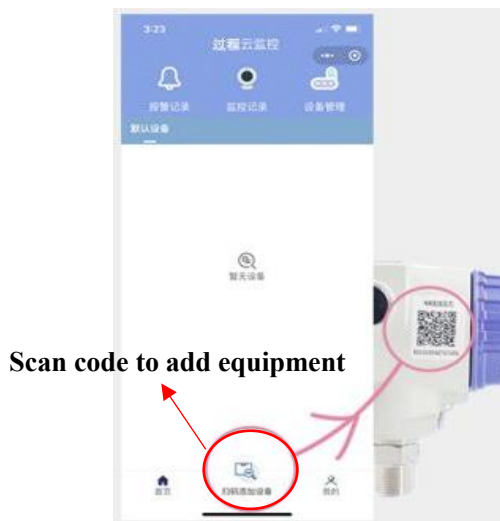 3:23
过程云监控
报警记录 监控记录 设备管理
默认设备
暂无设备
Scan code to add equipment
首页 扫码添加设备 我的